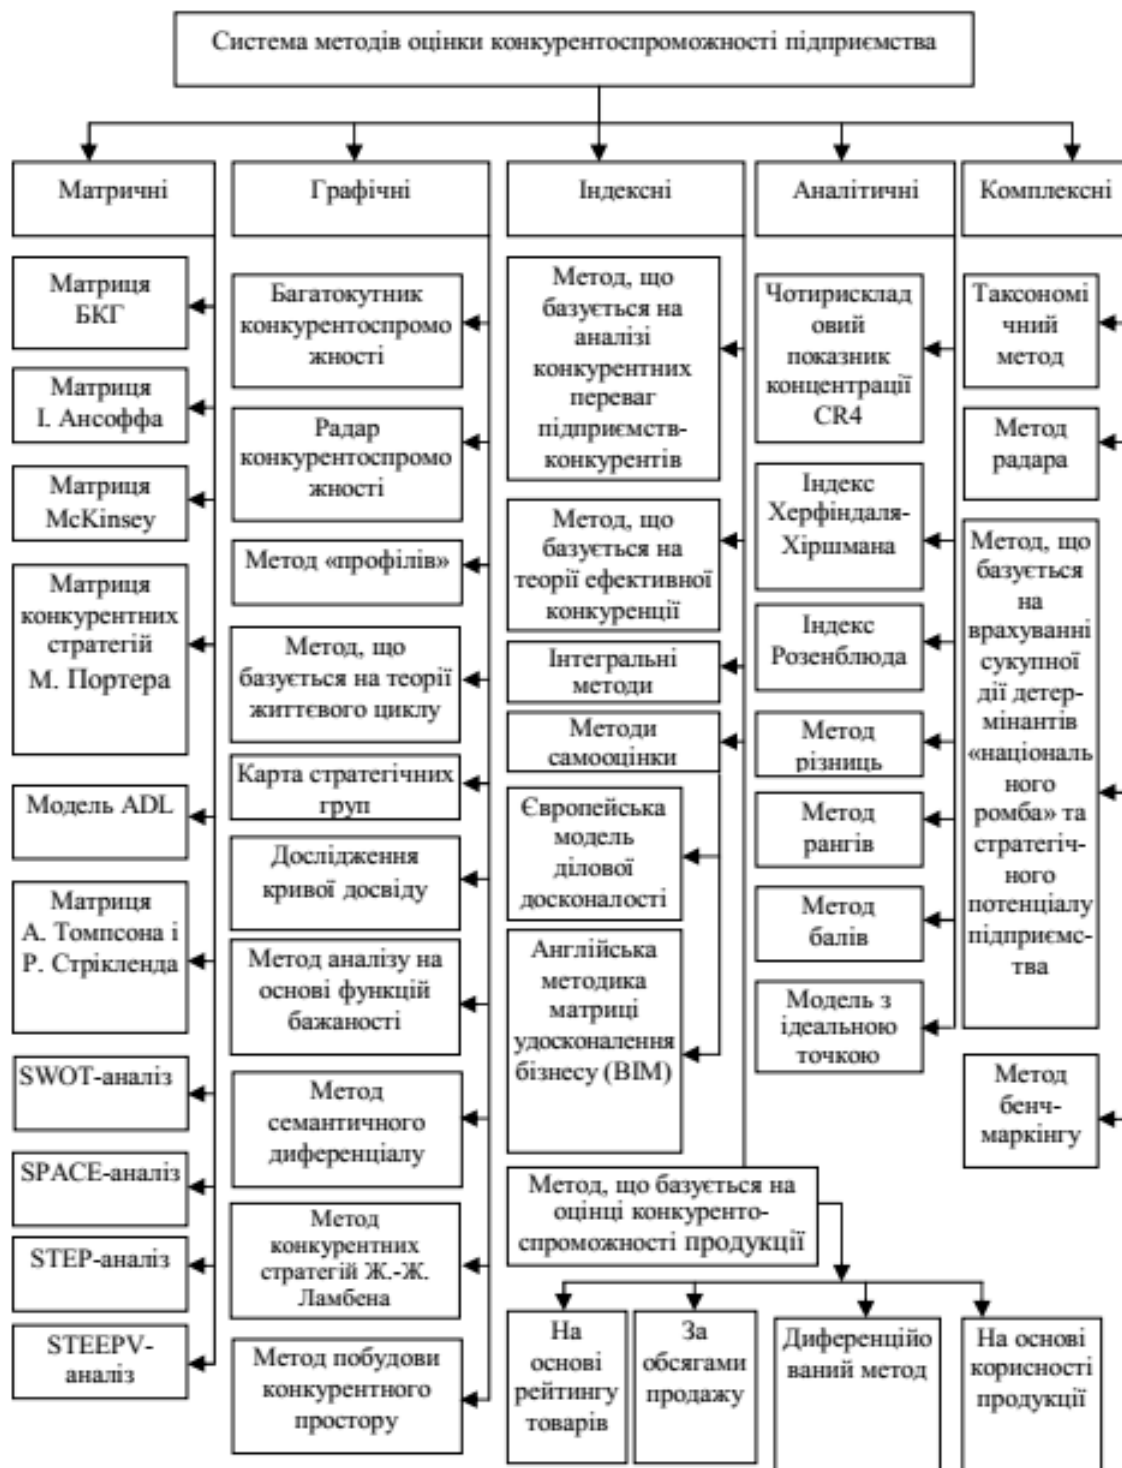 Система методів оцінки конкурентоспроможності підприємства
Матричні
Графічні
Індексні
Аналітичні
Комплексні
Матриця
БКГ
Матриця
І. Ансоффа
Матриця
McKinsey
Матриця
конкурентних
стратегій
М. Портера
Модель ADL
Матриця
А. Томпсона і
Р. Стрікленда
SWOT-аналіз
SPACE-аналіз
STEP-аналіз
STEEPV-
аналіз
Багатокутник
конкурентоспромо
жності
Радар
конкурентоспромо
жності
Метод «профілів»
Метод, що
базується на теорії
життєвого циклу
Карта стратегічних
груп
Дослідження
кривої досвіду
Метод аналізу на
основі функцій
бажаності
Метод
семантичного
диференціалу
Метод
конкурентних
стратегій Ж.-Ж.
Ламбена
Метод побудови
конкурентного
простору
Метод, що
базується на
аналізі
конкурентних
переваг
підприємств-
конкурентів
Метод, що
базується на
теорії ефективної
конкуренції
Інтегральні
методи
Методи
самооцінки
Європейська
модель
ділової
досконалості
Англійська
методика
матриці
удосконалення
бізнесу (BIM)
Метод, що базується на
оцінці конкуренто-
спроможності продукції
На
основі
рейтингу
товарів
За
обсягами
продажу
Диференційо
ваний метод
На основі
корисності
продукції
Чотирисклад
овий
показник
концентрації
CR4
Індекс
Херфіндаля-
Хіршмана
Індекс
Розенблюда
Метод
різниць
Метод
рангів
Метод
балів
Модель з
ідеальною
точкою
Таксономі
чний
метод
Метод
радара
Метод, що
базується
на
врахуванні
сукупної
дії детер-
мінантів
«національ
ного
ромба» та
стратегіч-
ного
потенціалу
підприємс-
тва
Метод
бенч-
маркінгу